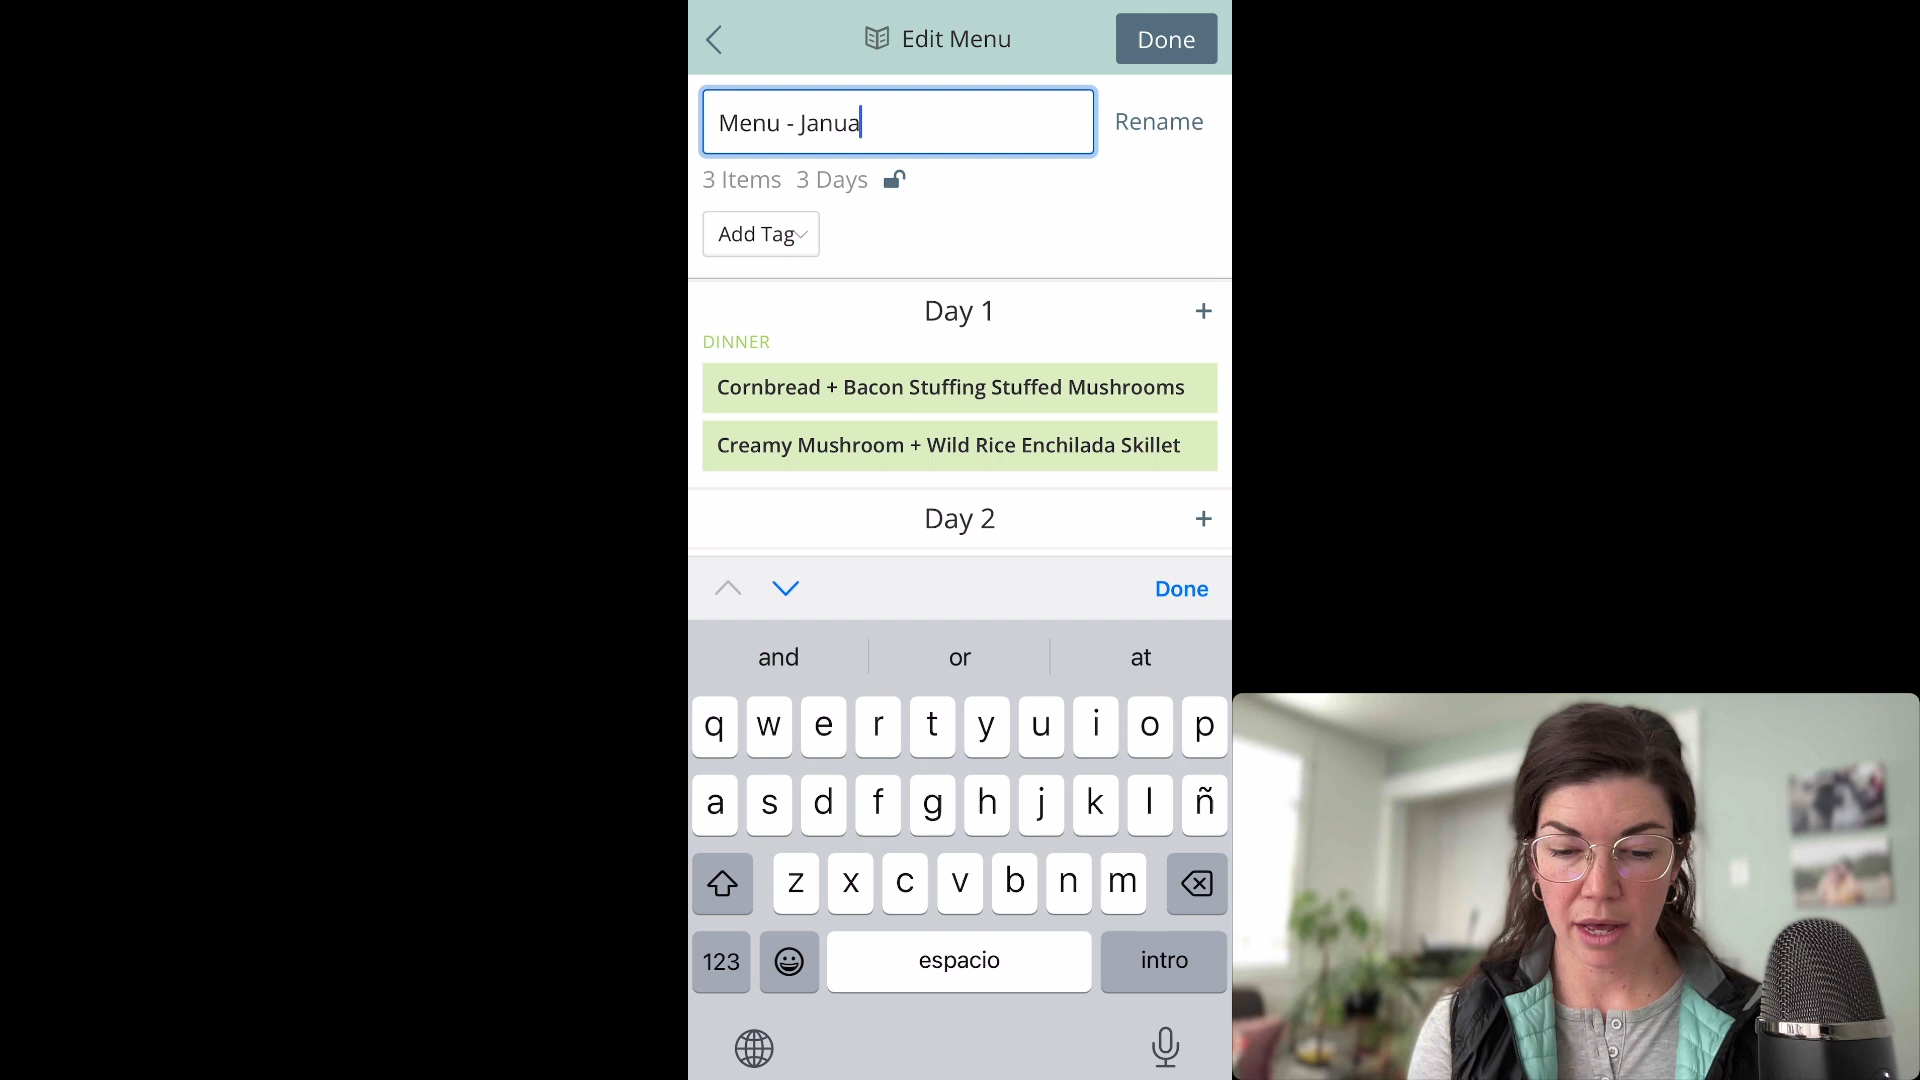 Edit Menu
Done
Menu - Janua
Rename
3 Items 3 Days
Add Tag
Day 1
+
DINNER
Cornbread + Bacon Stuffing Stuffed Mushrooms
Creamy Mushroom + Wild Rice Enchilada Skillet
Day 2
+
Done
and or at
q w e r t y u i o p
a s d f g h j k l ñ
z x c v b n m
123 espacio intro